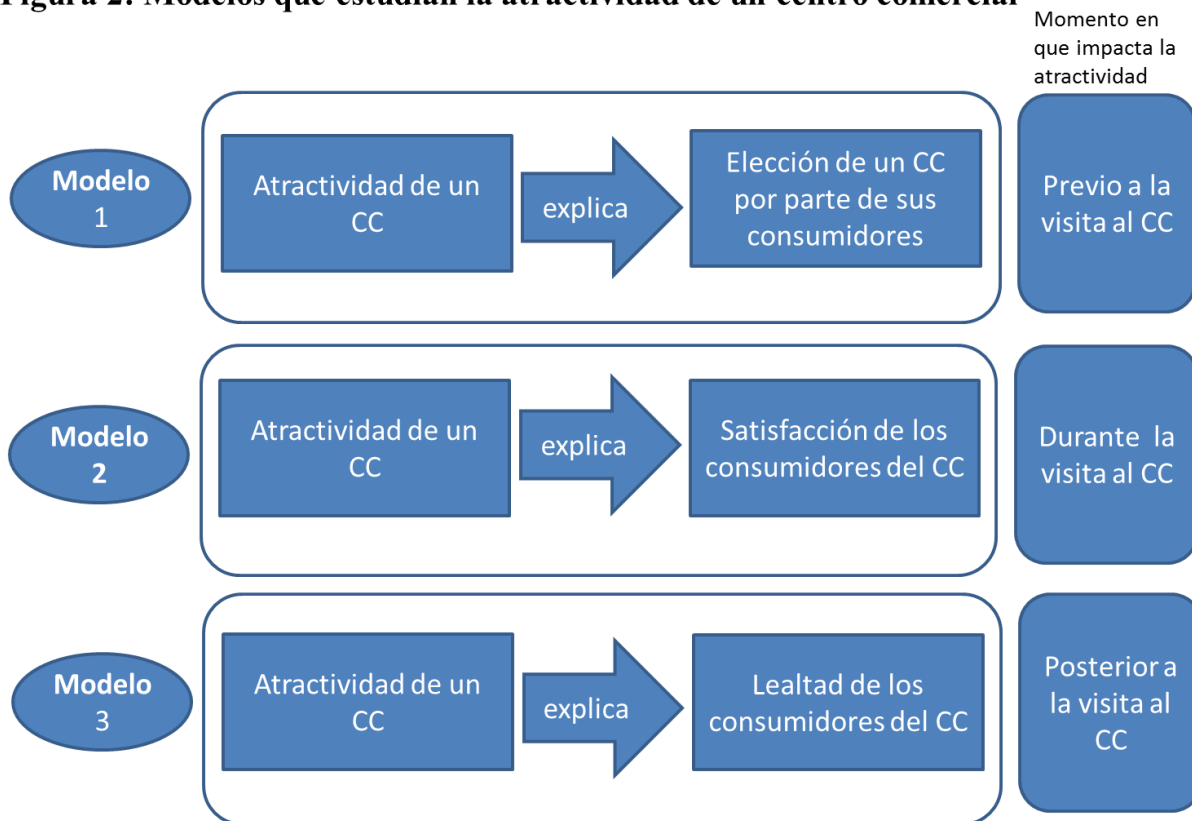 Figura 2: Modelos que estudian la atractividad de un centro comercial
Momento en
que impacta la
atractividad
Modelo
1
Atractividad de un
CC
explica
Elección de un CC
por parte de sus
consumidores
Previo a la
visita al CC
Modelo
2
Atractividad de un
CC
explica
Satisfacción de los
consumidores del CC
Durante la
visita al CC
Modelo
3
Atractividad de un
CC
explica
Lealtad de los
consumidores del CC
Posterior a
la visita al
CC